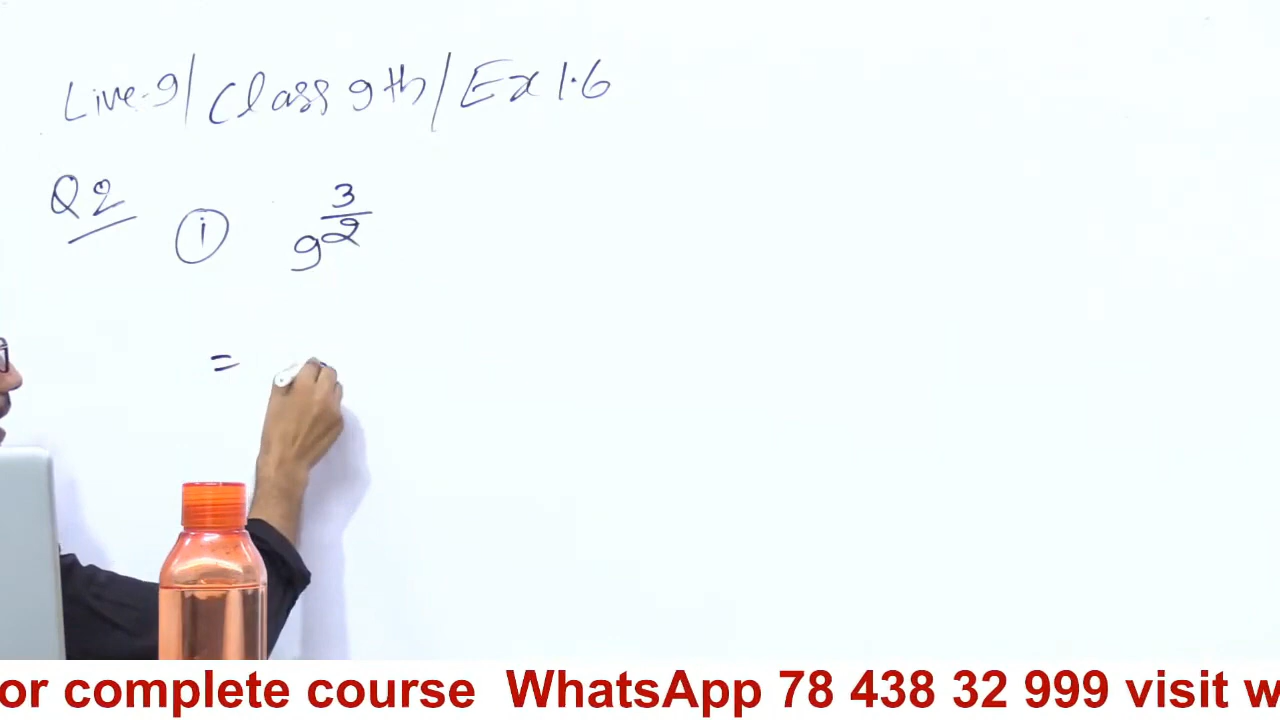 Live-9/Class 9th/Ex 1.6
Q2 i 9^{3/2}
=
or complete course WhatsApp 78 438 32 999 visit w